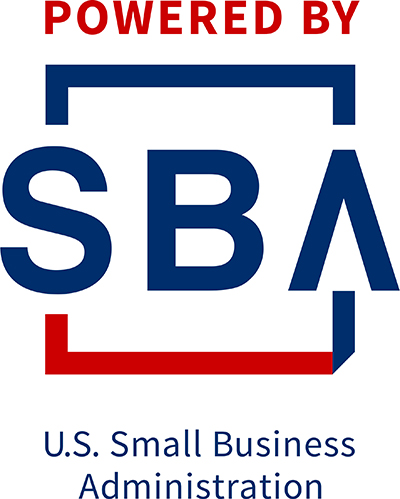 POWERED BY
SBA
U.S. Small Business
Administration